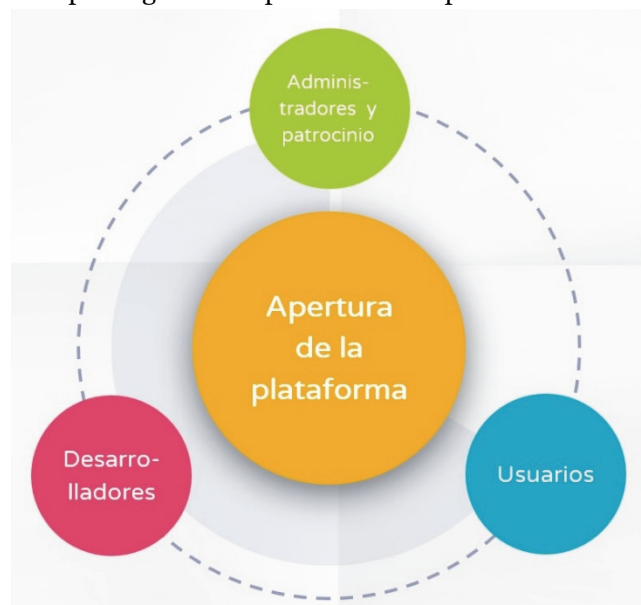 Adminis-
tradores y
patrocinio
Apertura
de la
plataforma
Desarro-
lladores
Usuarios